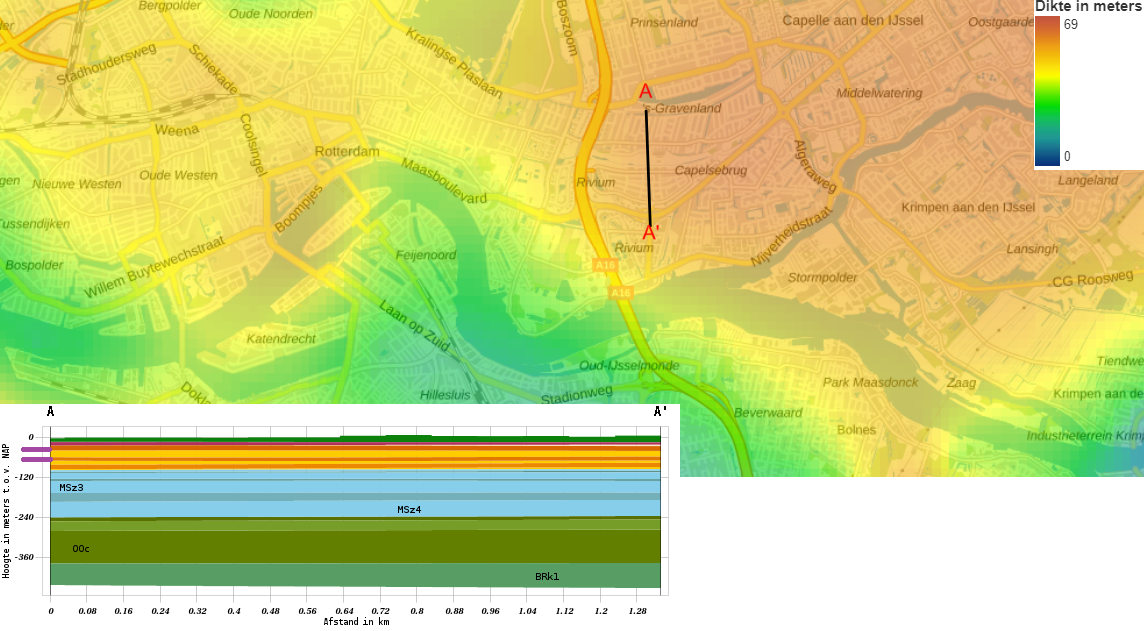 Dikte in meters
69
0
Bergpolder
Oude Noorden
Boszoom
Prinsenland
Capelle aan den IJssel
Oostgaarde
Stadhoudersweg
Schiekade
Kralingse Plaslaan
A
's-Gravenland
Middelwatering
Weena
Coolsingel
Rotterdam
Maasboulevard
Capelsebrug
Algeraweg
Langeland
Nieuwe Westen
Oude Westen
Rivium
Boompjes
Krimpen aan den IJssel
Tussendijken
A'
Rivium
Nijverheidstraat
Lansingh
Bospolder
Willem Buytewechstraat
Feijenoord
A16
Stormpolder
CG Roosweg
A16
Laan op Zuid
Katendrecht
Oud-IJsselmonde
Tiendwe
Park Maasdonck
Zaag
Hillesluis
Stadionweg
Krimpen aan de
Dokla
Beverwaard
Bolnes
Industrieterrein Krimp
A
A'
Hoogte in meters t.o.v. NAP
0
-120
-240
-360
MSz3
MSz4
OOc
BRk1
0 0.08 0.16 0.24 0.32 0.4 0.48 0.56 0.64 0.72 0.8 0.88 0.96 1.04 1.12 1.2 1.28
Afstand in km